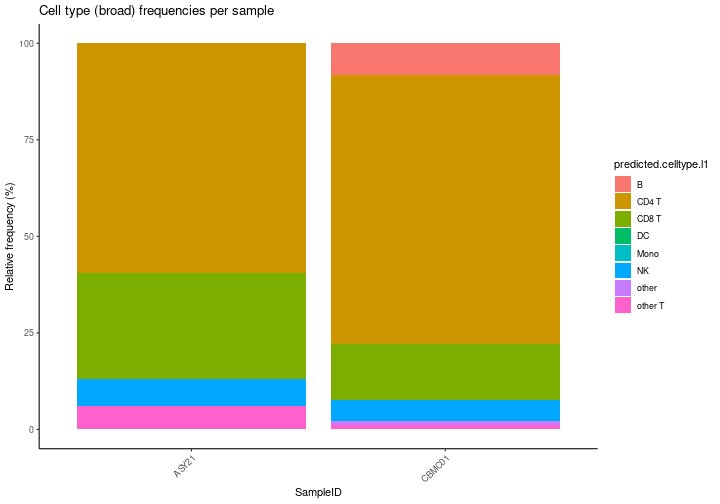 Cell type (broad) frequencies per sample
Relative frequency (%)
100
75
50
25
0
ASY21
CBMC01
SampleID
predicted.celltype.l1
B
CD4 T
CD8 T
DC
Mono
NK
other
other T